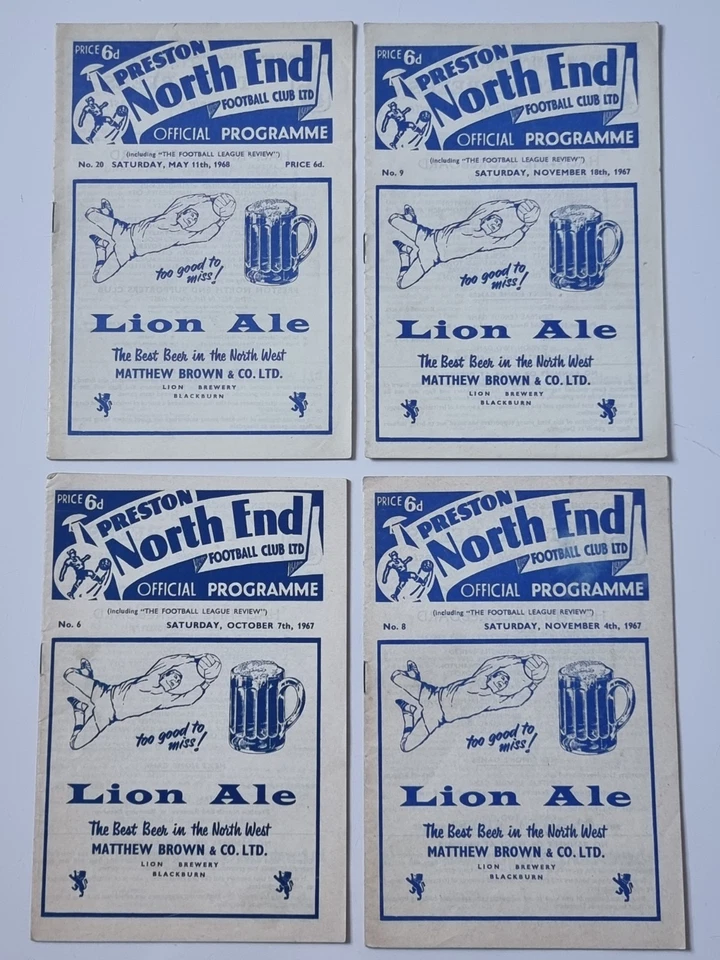 PRICE 6d
PRESTON
North End
FOOTBALL CLUB LTD
OFFICIAL PROGRAMME
(including "THE FOOTBALL LEAGUE REVIEW")
No. 20 SATURDAY, MAY 11th, 1968 PRICE 6d.
too good to
miss!
Lion Ale
The Best Beer in the North West
MATTHEW BROWN & CO. LTD.
LION BREWERY
BLACKBURN
PRICE 6d
PRESTON
North End
FOOTBALL CLUB LTD
OFFICIAL PROGRAMME
(including "THE FOOTBALL LEAGUE REVIEW")
No. 9 SATURDAY, NOVEMBER 18th, 1967
too good to
miss!
Lion Ale
The Best Beer in the North West
MATTHEW BROWN & CO. LTD.
LION BREWERY
BLACKBURN
PRICE 6d
PRESTON
North End
FOOTBALL CLUB LTD
OFFICIAL PROGRAMME
(including "THE FOOTBALL LEAGUE REVIEW")
No. 6 SATURDAY, OCTOBER 7th, 1967
too good to
miss!
Lion Ale
The Best Beer in the North West
MATTHEW BROWN & CO. LTD.
LION BREWERY
BLACKBURN
PRICE 6d
PRESTON
North End
FOOTBALL CLUB LTD
OFFICIAL PROGRAMME
(including "THE FOOTBALL LEAGUE REVIEW")
No. 8 SATURDAY, NOVEMBER 4th, 1967
too good to
miss!
Lion Ale
The Best Beer in the North West
MATTHEW BROWN & CO. LTD.
LION BREWERY
BLACKBURN